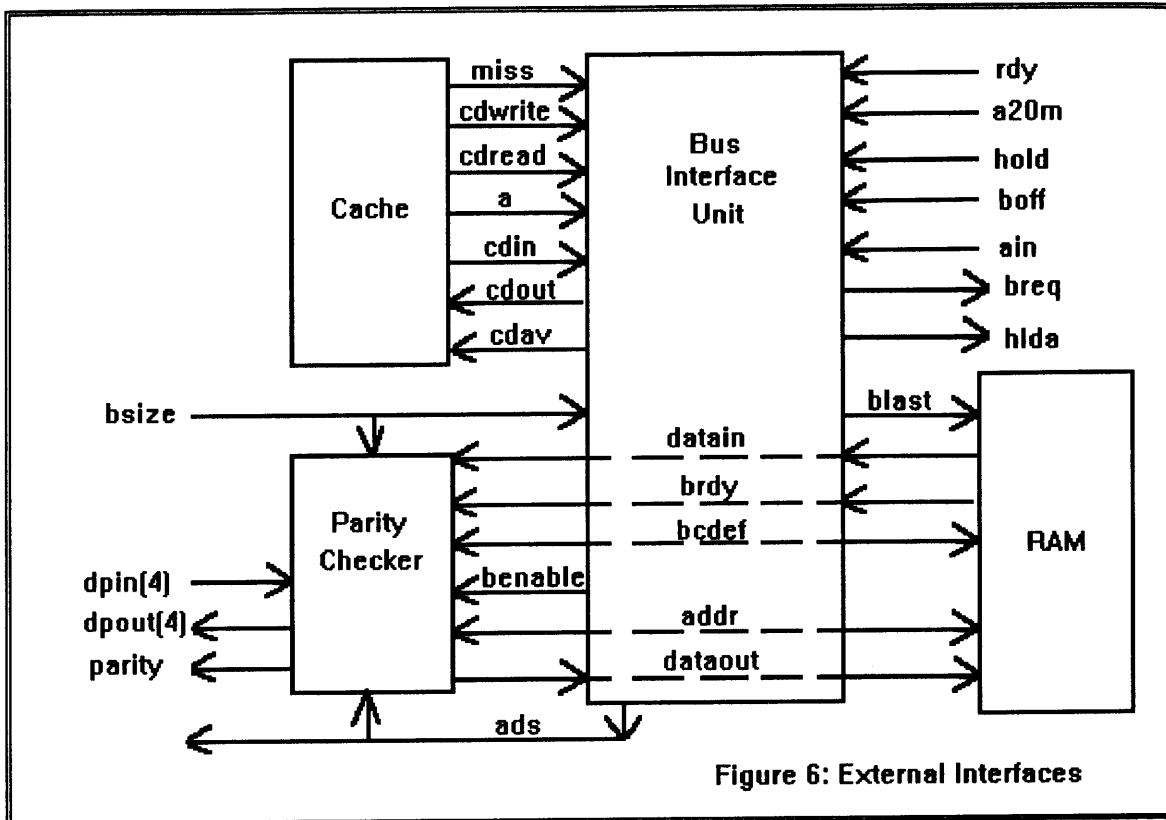 miss
cdwrite
cdread
a
cdin
cdout
cdav
Cache
Bus
Interface
Unit
rdy
a20m
hold
boff
ain
breq
hlda
bsize
blast
datain
brdy
bcdef
benable
addr
dataout
Parity
Checker
RAM
dpin(4)
dpout(4)
parity
ads
Figure 6: External Interfaces